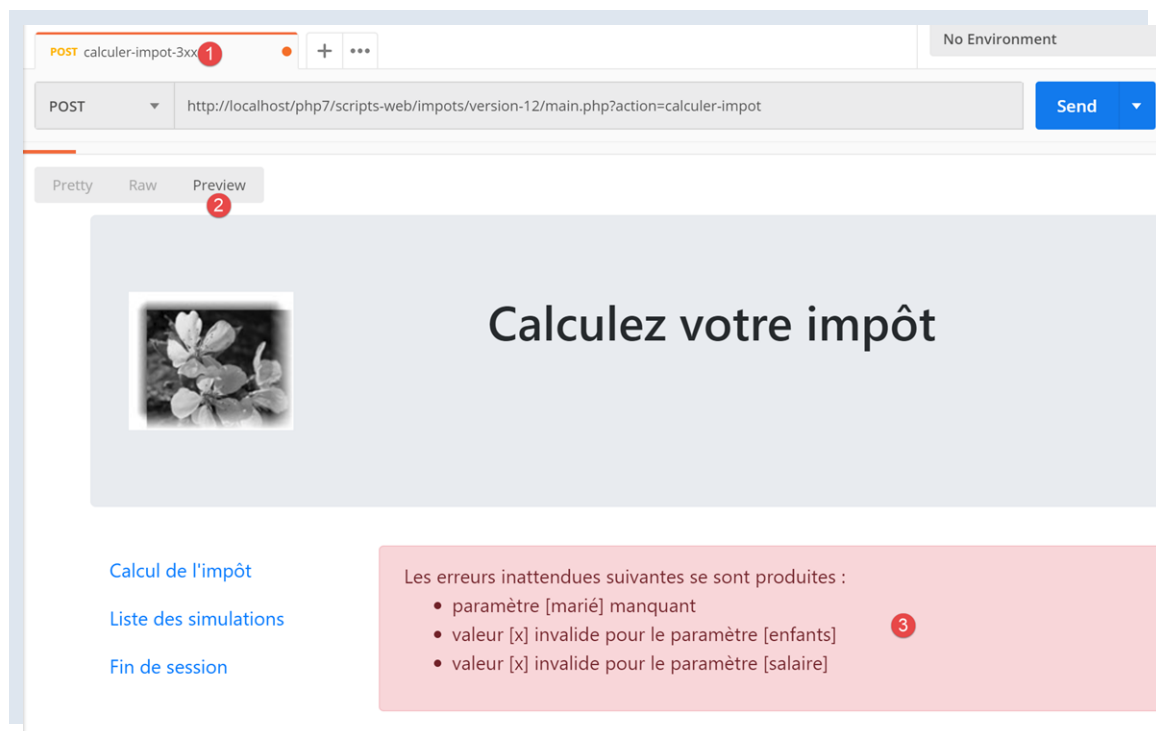 POST calculer-impot-3xx 1
+ •••
No Environment
POST
http://localhost/php7/scripts-web/impots/version-12/main.php?action=calculer-impot
Send
Pretty Raw Preview
2
Calculez votre impôt
Calcul de l'impôt
Liste des simulations
Fin de session
Les erreurs inattendues suivantes se sont produites :
• paramètre [marié] manquant
• valeur [x] invalide pour le paramètre [enfants]
• valeur [x] invalide pour le paramètre [salaire]
3